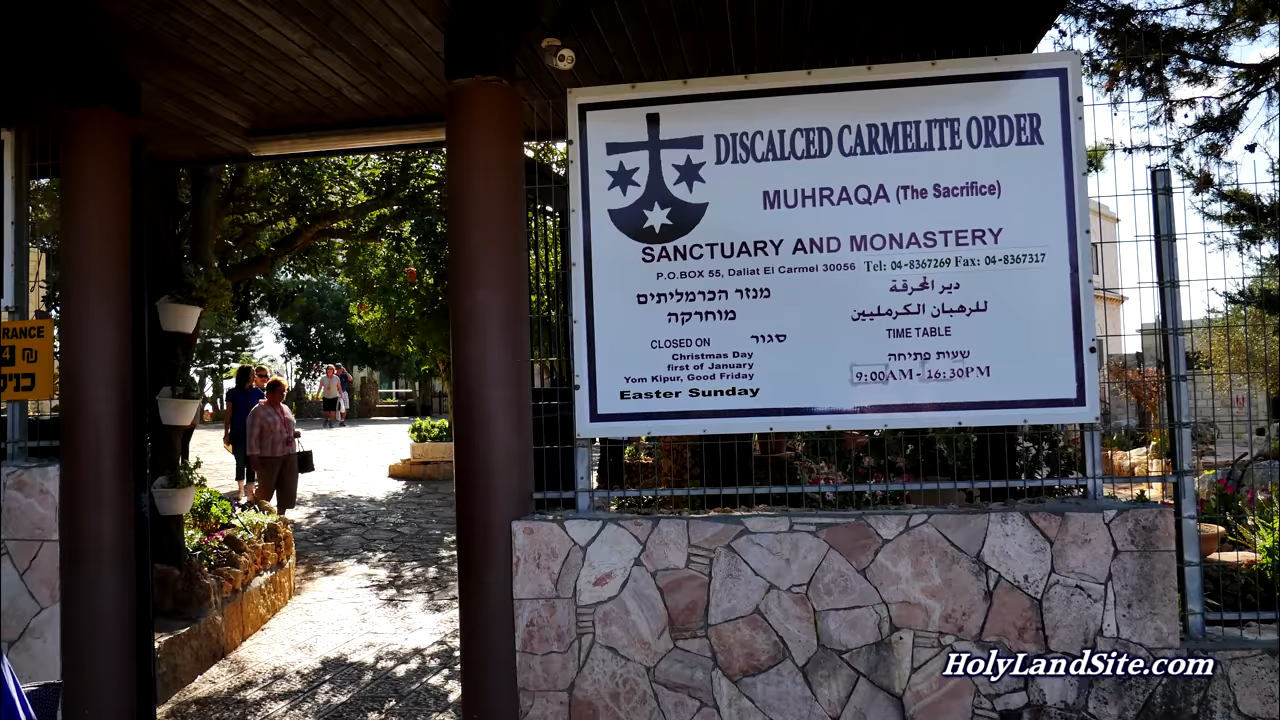 DISCALCED CARMELITE ORDER
MUHRAQA (The Sacrifice)
SANCTUARY AND MONASTERY
P.O.BOX 55, Daliat El Carmel 30056 Tel: 04-8367269 Fax: 04-8367317
מנזר הכרמליתים
מוחרקה
دير المحرقة
للرهبان الكرمليين
CLOSED ON סגור
Christmas Day
first of January
Yom Kipur, Good Friday
Easter Sunday
TIME TABLE
שעות פתיחה
9:00AM - 16:30PM
RANCE
4 ₪
HolyLandSite.com